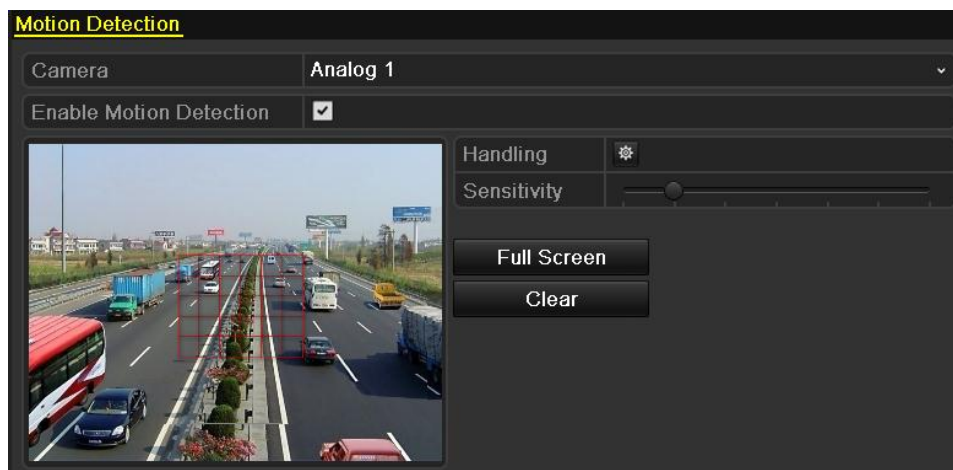 Motion Detection
Camera Analog 1
Enable Motion Detection
Handling
Sensitivity
Full Screen
Clear